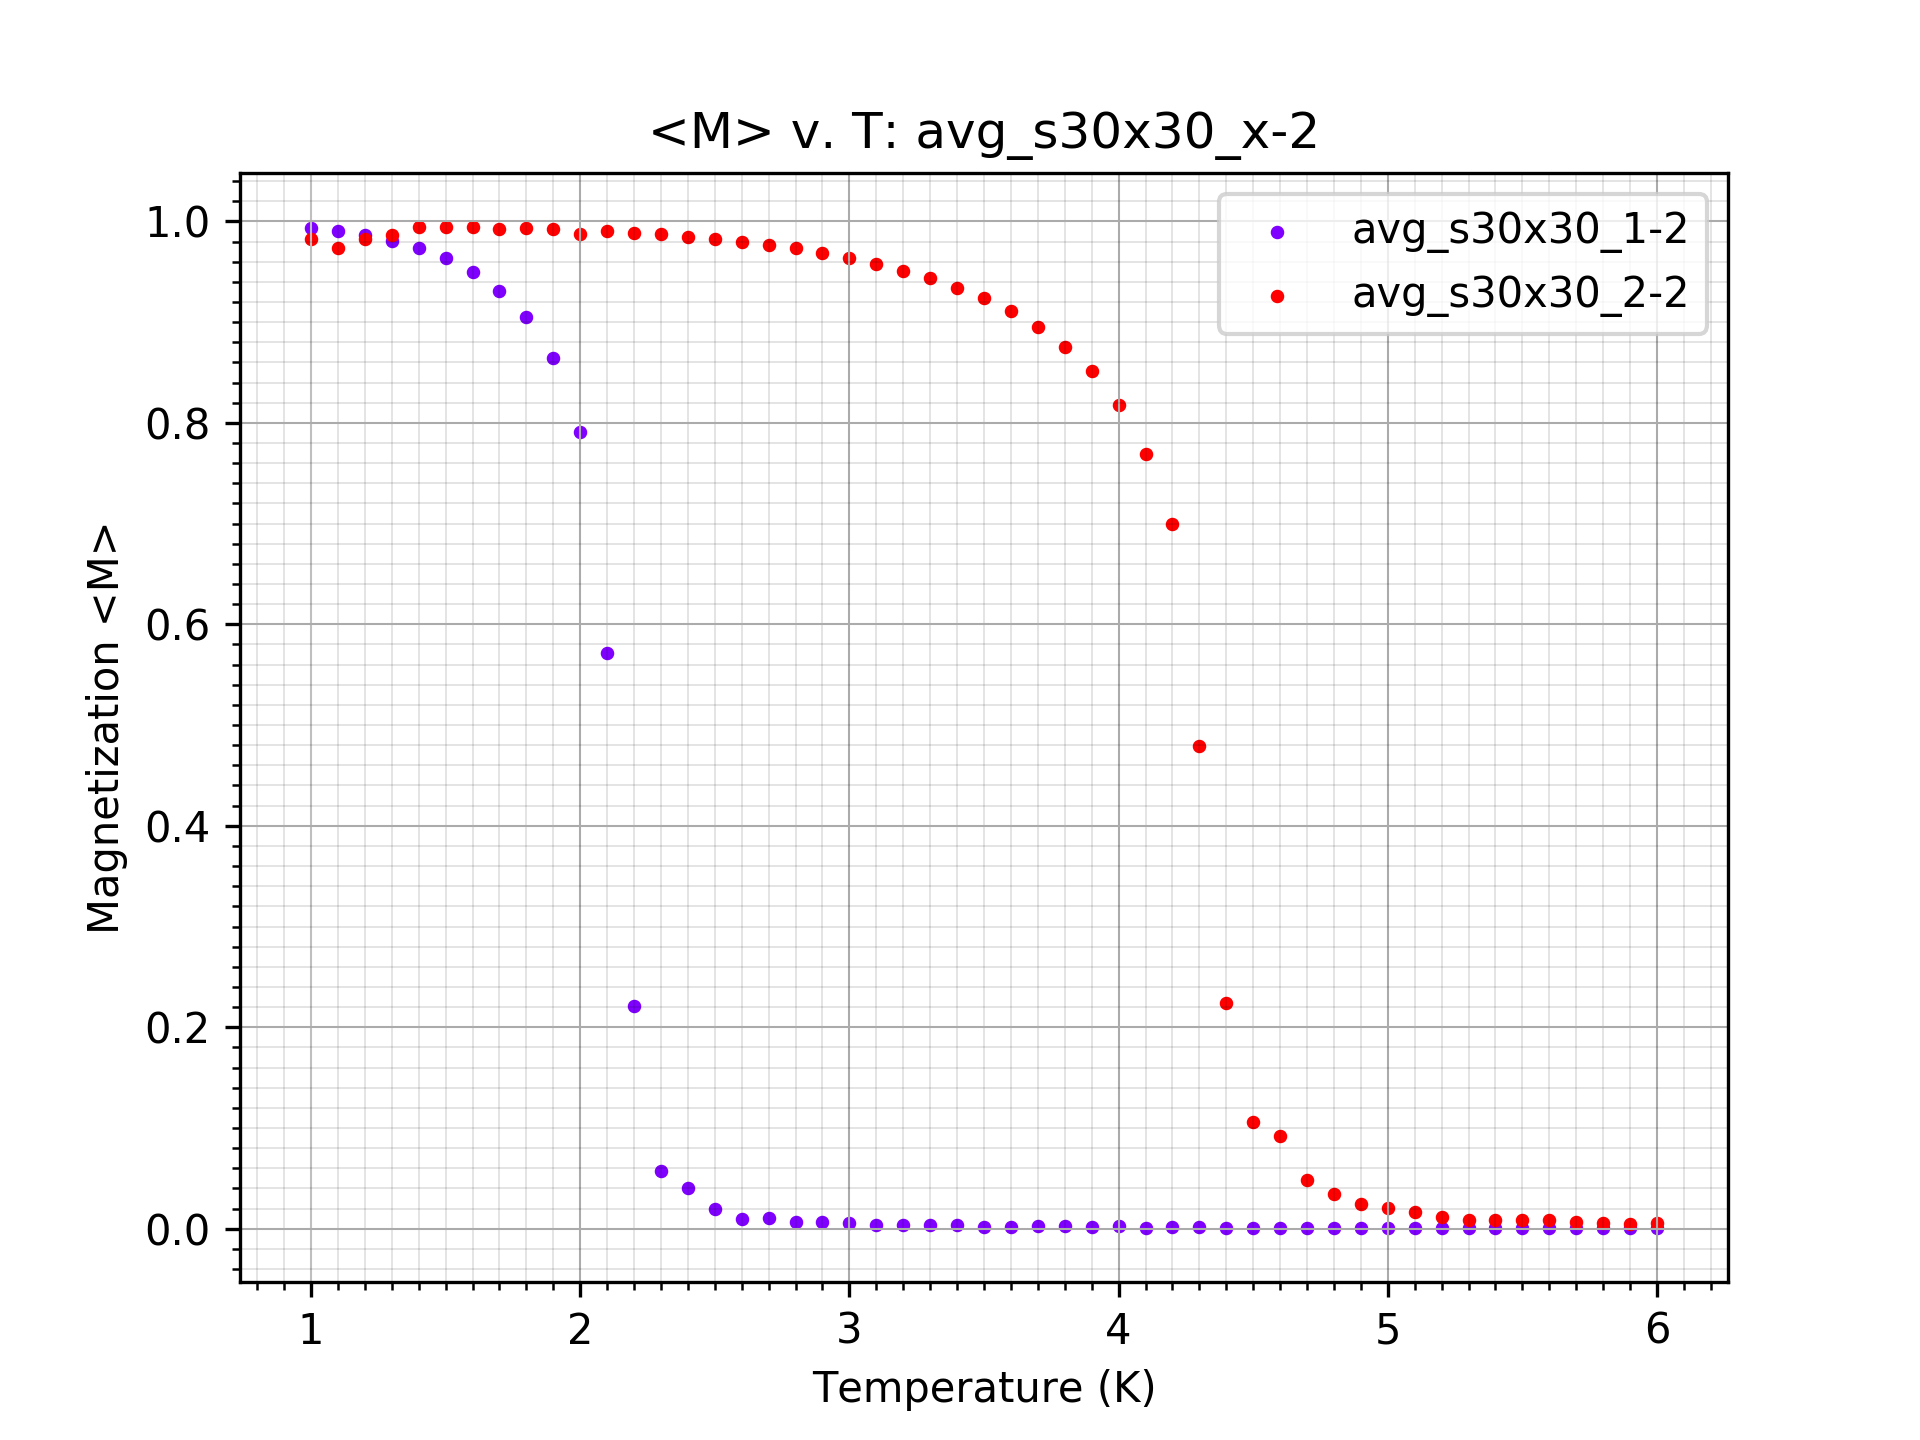 <M> v. T: avg_s30x30_x-2
avg_s30x30_1-2
avg_s30x30_2-2
Magnetization <M>
1.0
0.8
0.6
0.4
0.2
0.0
1 2 3 4 5 6
Temperature (K)